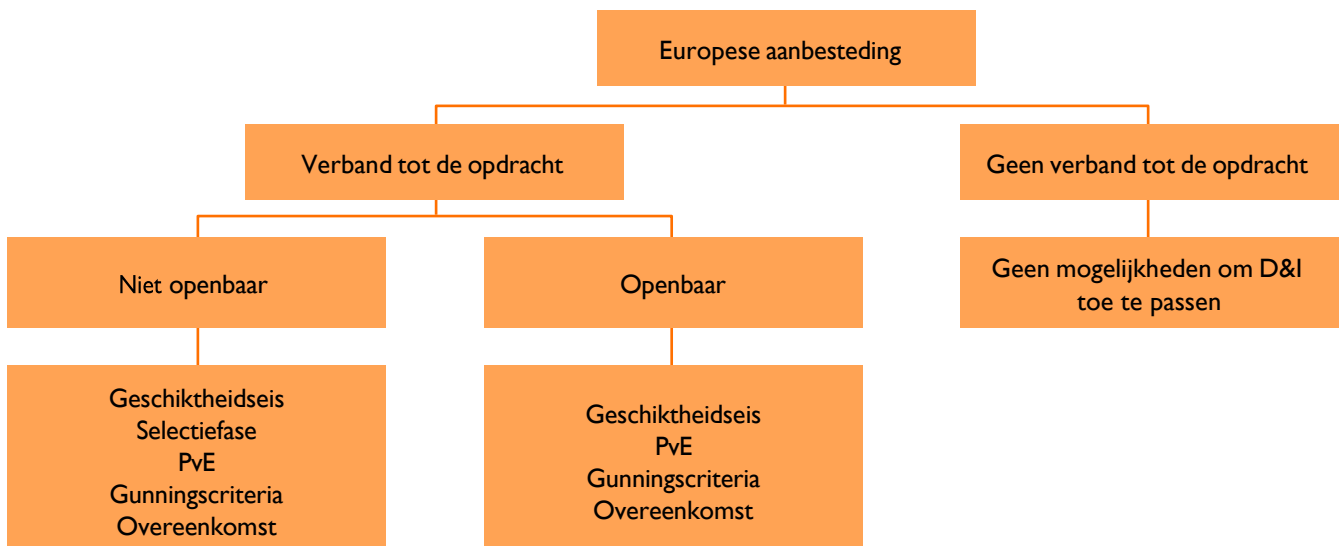 Europese aanbesteding
Verband tot de opdracht
Geen verband tot de opdracht
Niet openbaar
Openbaar
Geen mogelijkheden om D&I
toe te passen
Geschiktheidseis
Selectiefase
PvE
Gunningscriteria
Overeenkomst
Geschiktheidseis
PvE
Gunningscriteria
Overeenkomst